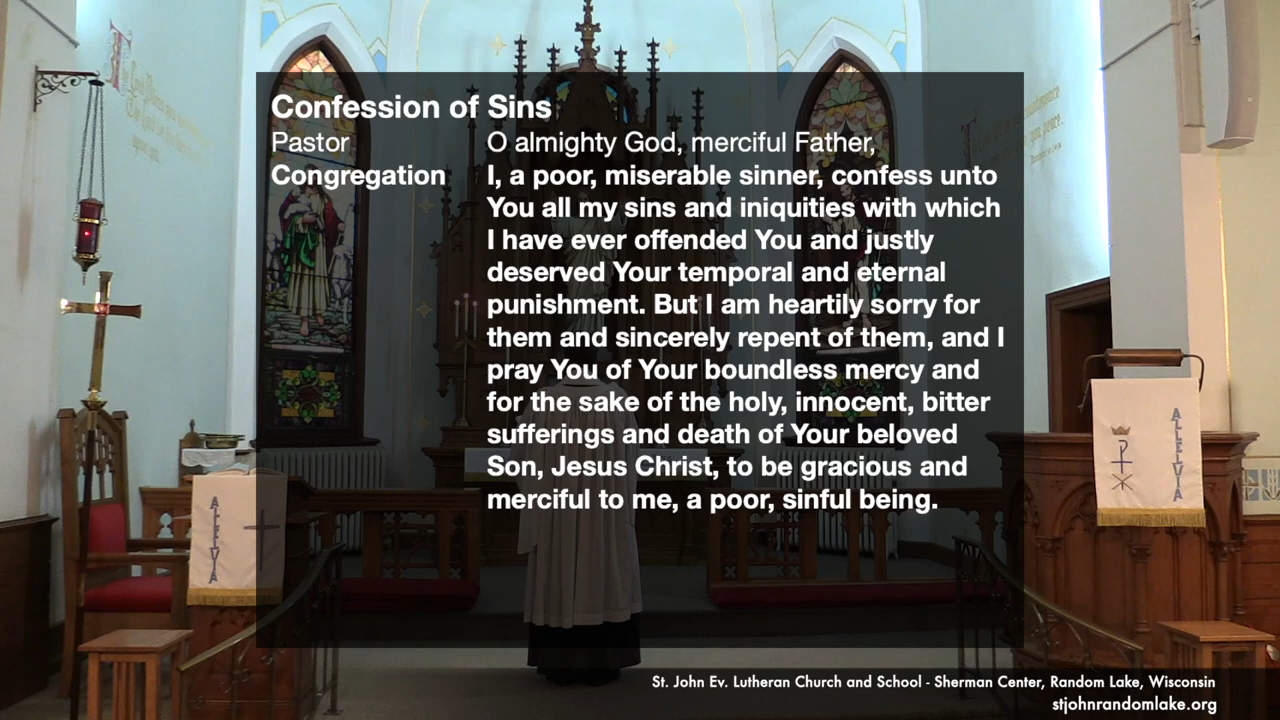 Confession of Sins
Pastor O almighty God, merciful Father,
Congregation I, a poor, miserable sinner, confess unto
You all my sins and iniquities with which
I have ever offended You and justly
deserved Your temporal and eternal
punishment. But I am heartily sorry for
them and sincerely repent of them, and I
pray You of Your boundless mercy and
for the sake of the holy, innocent, bitter
sufferings and death of Your beloved
Son, Jesus Christ, to be gracious and
merciful to me, a poor, sinful being.
ALLELVIA
ALLELVIA
St. John Ev. Lutheran Church and School - Sherman Center, Random Lake, Wisconsin
stjohnrandomlake.org